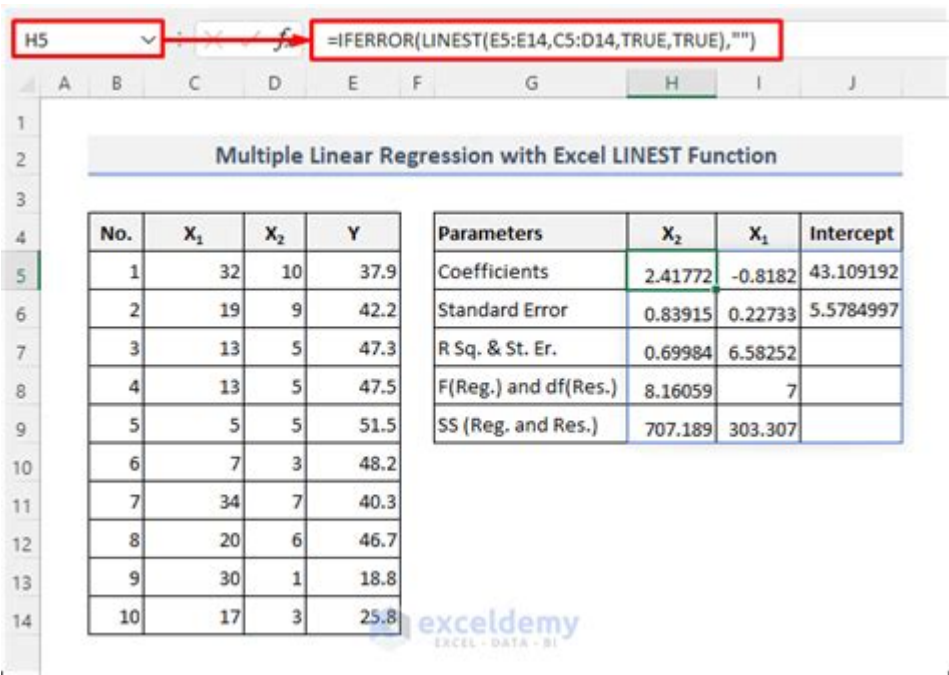 H5 fx =IFERROR(LINEST(E5:E14,C5:D14,TRUE,TRUE),"")
A B C D E F G H I J
1
2 Multiple Linear Regression with Excel LINEST Function
3
4 No. X₁ X₂ Y Parameters X₂ X₁ Intercept
5 1 32 10 37.9 Coefficients 2.41772 -0.8182 43.109192
6 2 19 9 42.2 Standard Error 0.83915 0.22733 5.5784997
7 3 13 5 47.3 R Sq. & St. Er. 0.69984 6.58252
8 4 13 5 47.5 F(Reg.) and df(Res.) 8.16059 7
9 5 5 5 51.5 SS (Reg. and Res.) 707.189 303.307
10 6 7 3 48.2
11 7 34 7 40.3
12 8 20 6 46.7
13 9 30 1 18.8
14 10 17 3 25.8
exceldemy
EXCEL - DATA - BI